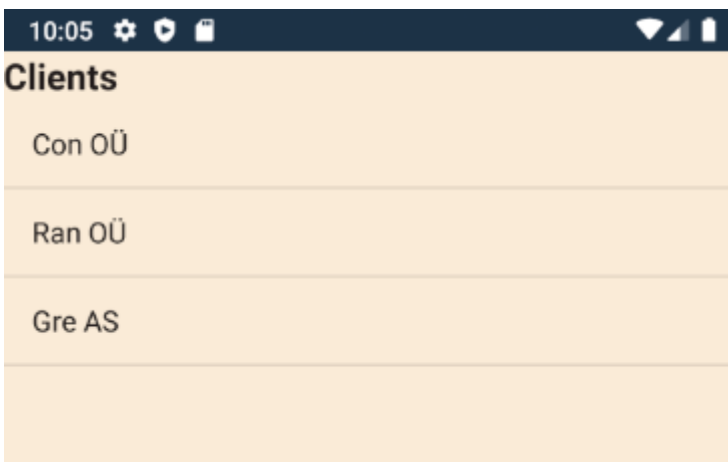 10:05
Clients
Con OÜ
Ran OÜ
Gre AS